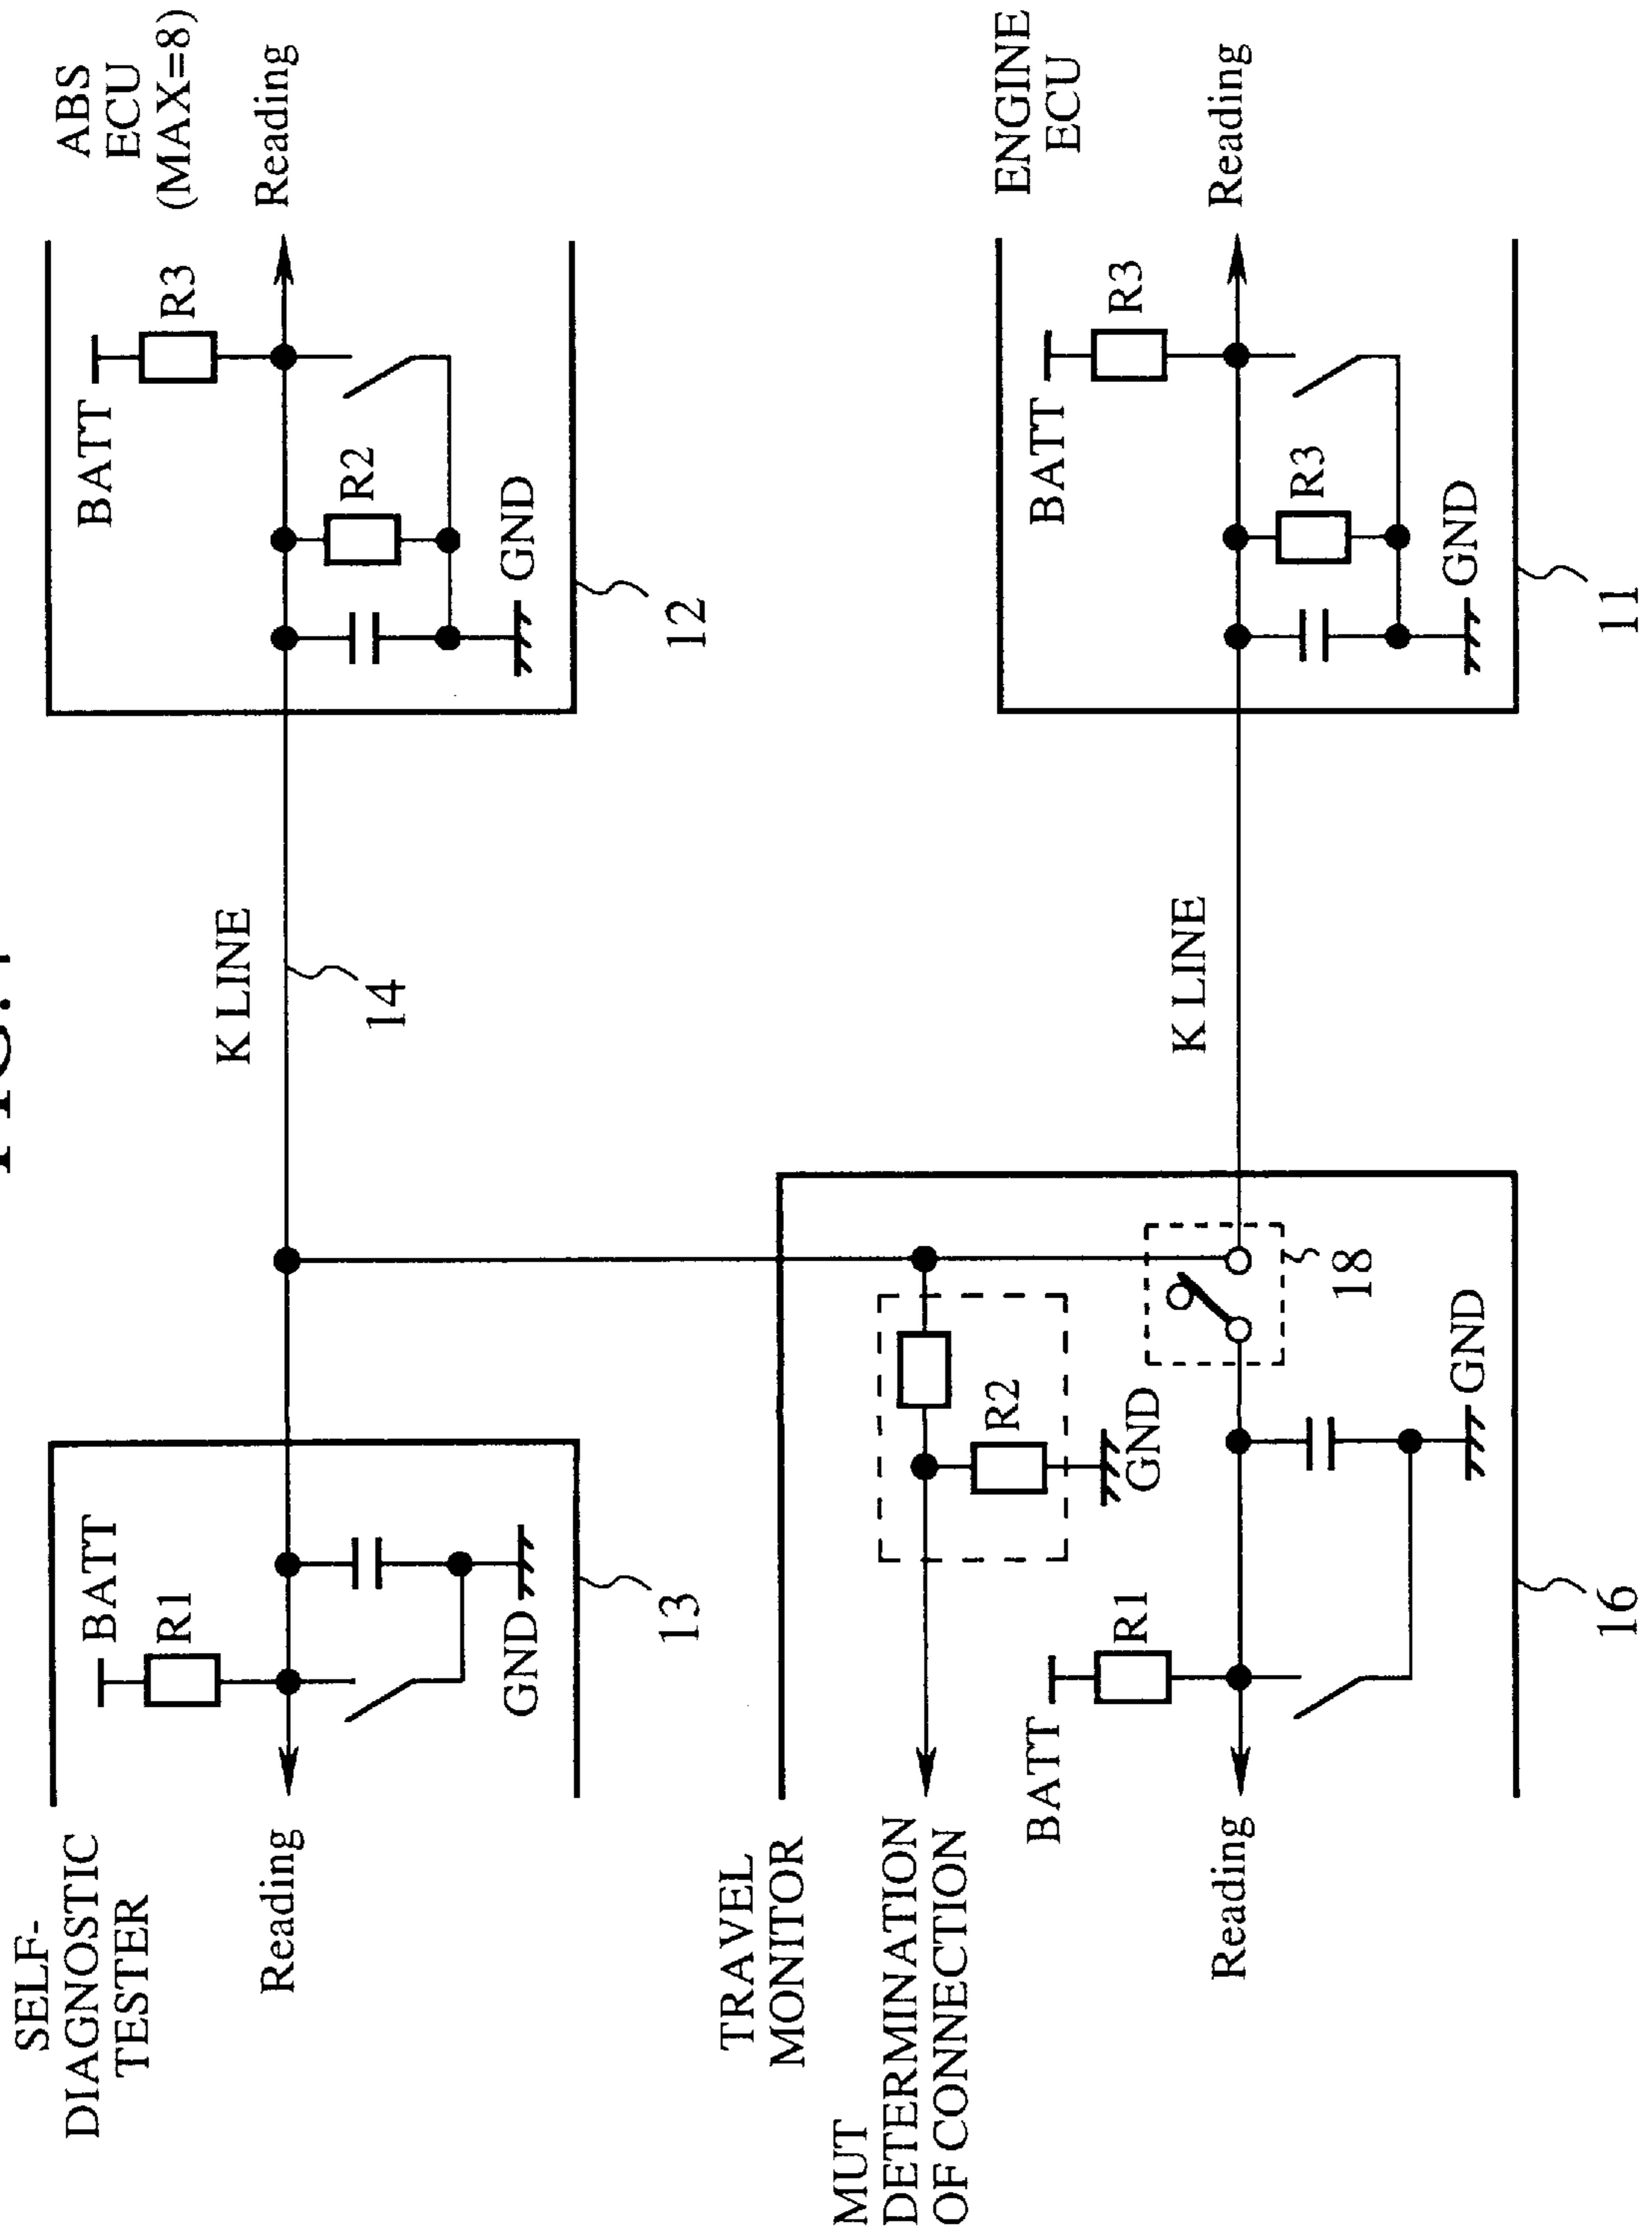 SELF-
DIAGNOSTIC
TESTER
Reading
BATT
R1
GND
13
K LINE
14
ABS
ECU
(MAX=8)
Reading
BATT
R3
R2
GND
12
TRAVEL
MONITOR
MUT
DETERMINATION
OF CONNECTION
R2
GND
BATT
R1
Reading
GND
18
16
K LINE
ENGINE
ECU
Reading
BATT
R3
R3
GND
11